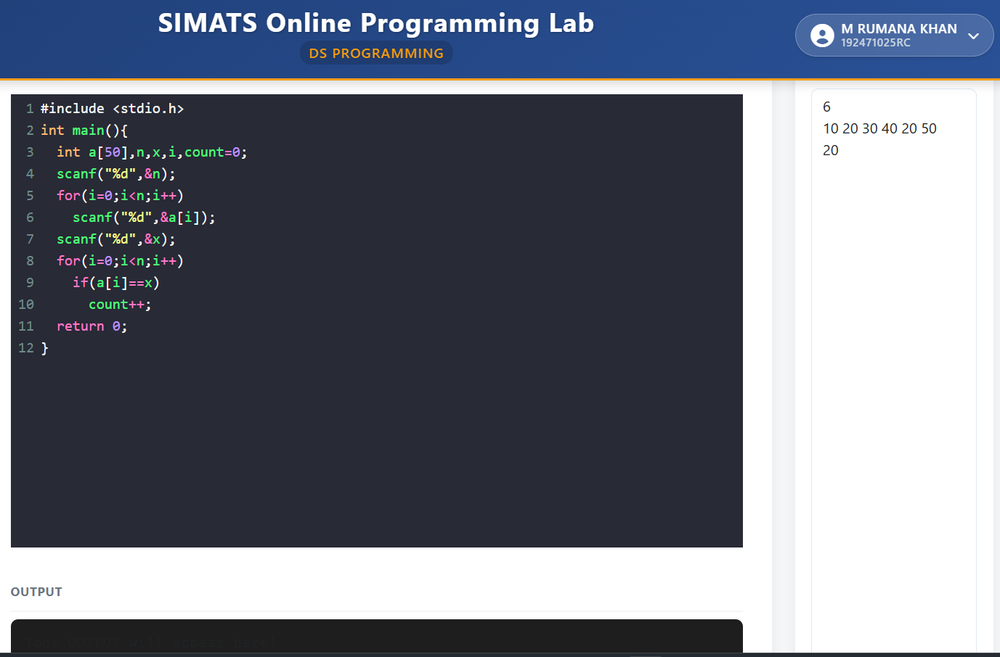 SIMATS Online Programming Lab
DS PROGRAMMING
M RUMANA KHAN
192471025RC
1 #include <stdio.h>
2 int main(){
3   int a[50],n,x,i,count=0;
4   scanf("%d",&n);
5   for(i=0;i<n;i++)
6     scanf("%d",&a[i]);
7   scanf("%d",&x);
8   for(i=0;i<n;i++)
9     if(a[i]==x)
10       count++;
11   return 0;
12 }
OUTPUT
Your OUTPUT will appear here!
6
10 20 30 40 20 50
20